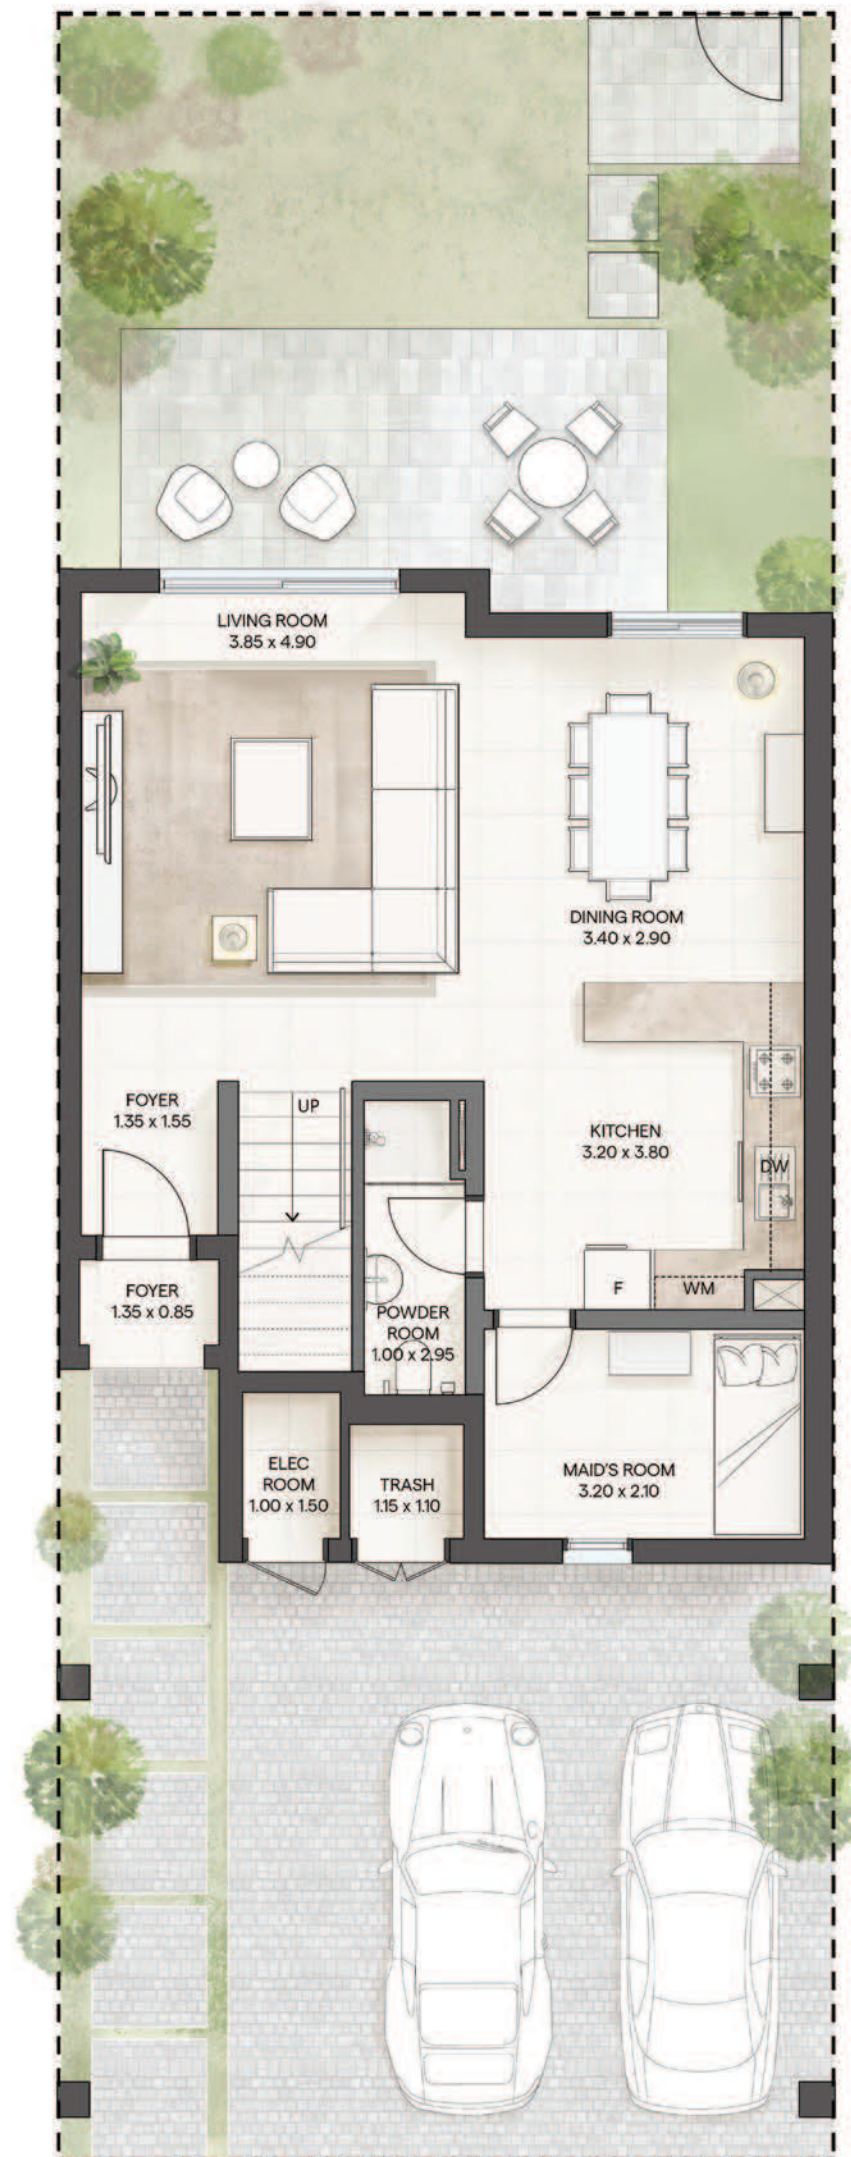 LIVING ROOM
3.85 x 4.90
DINING ROOM
3.40 x 2.90
FOYER
1.35 x 1.55
UP
KITCHEN
3.20 x 3.80
DW
FOYER
1.35 x 0.85
F
WM
POWDER
ROOM
1.00 x 2.95
ELEC
ROOM
1.00 x 1.50
TRASH
1.15 x 1.10
MAID'S ROOM
3.20 x 2.10